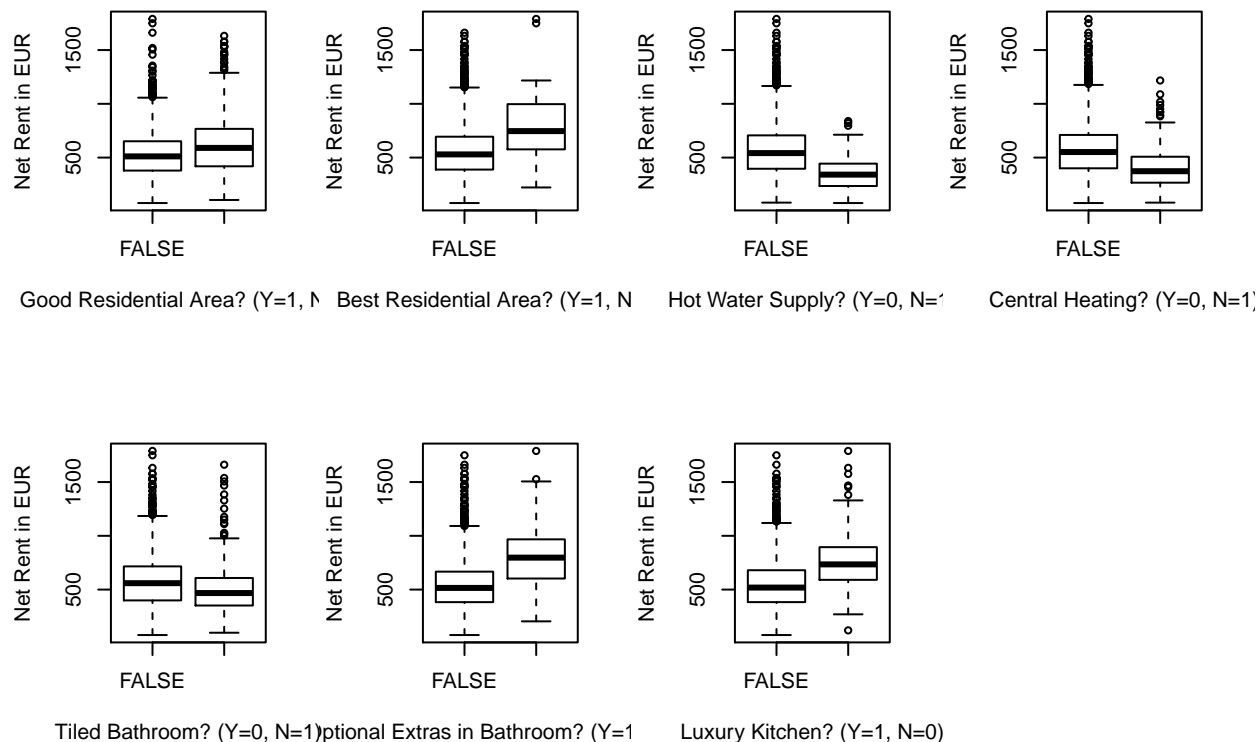 Net Rent in EUR
500
1500
FALSE
Good Residential Area? (Y=1, N
Net Rent in EUR
500
1500
FALSE
Best Residential Area? (Y=1, N
Net Rent in EUR
500
1500
FALSE
Hot Water Supply? (Y=0, N=1
Net Rent in EUR
500
1500
FALSE
Central Heating? (Y=0, N=1)
Net Rent in EUR
500
1500
FALSE
Tiled Bathroom? (Y=0, N=1)
Net Rent in EUR
500
1500
FALSE
ptional Extras in Bathroom? (Y=1
Net Rent in EUR
500
1500
FALSE
Luxury Kitchen? (Y=1, N=0)